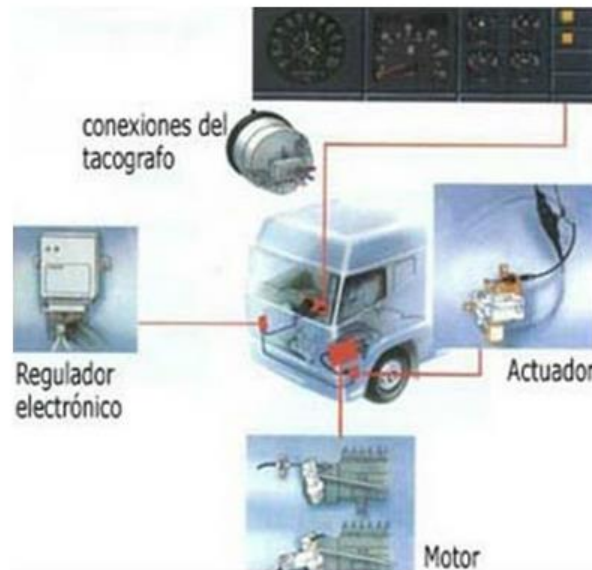 conexiones del
tacografo
Regulador
electrónico
Actuador
Motor